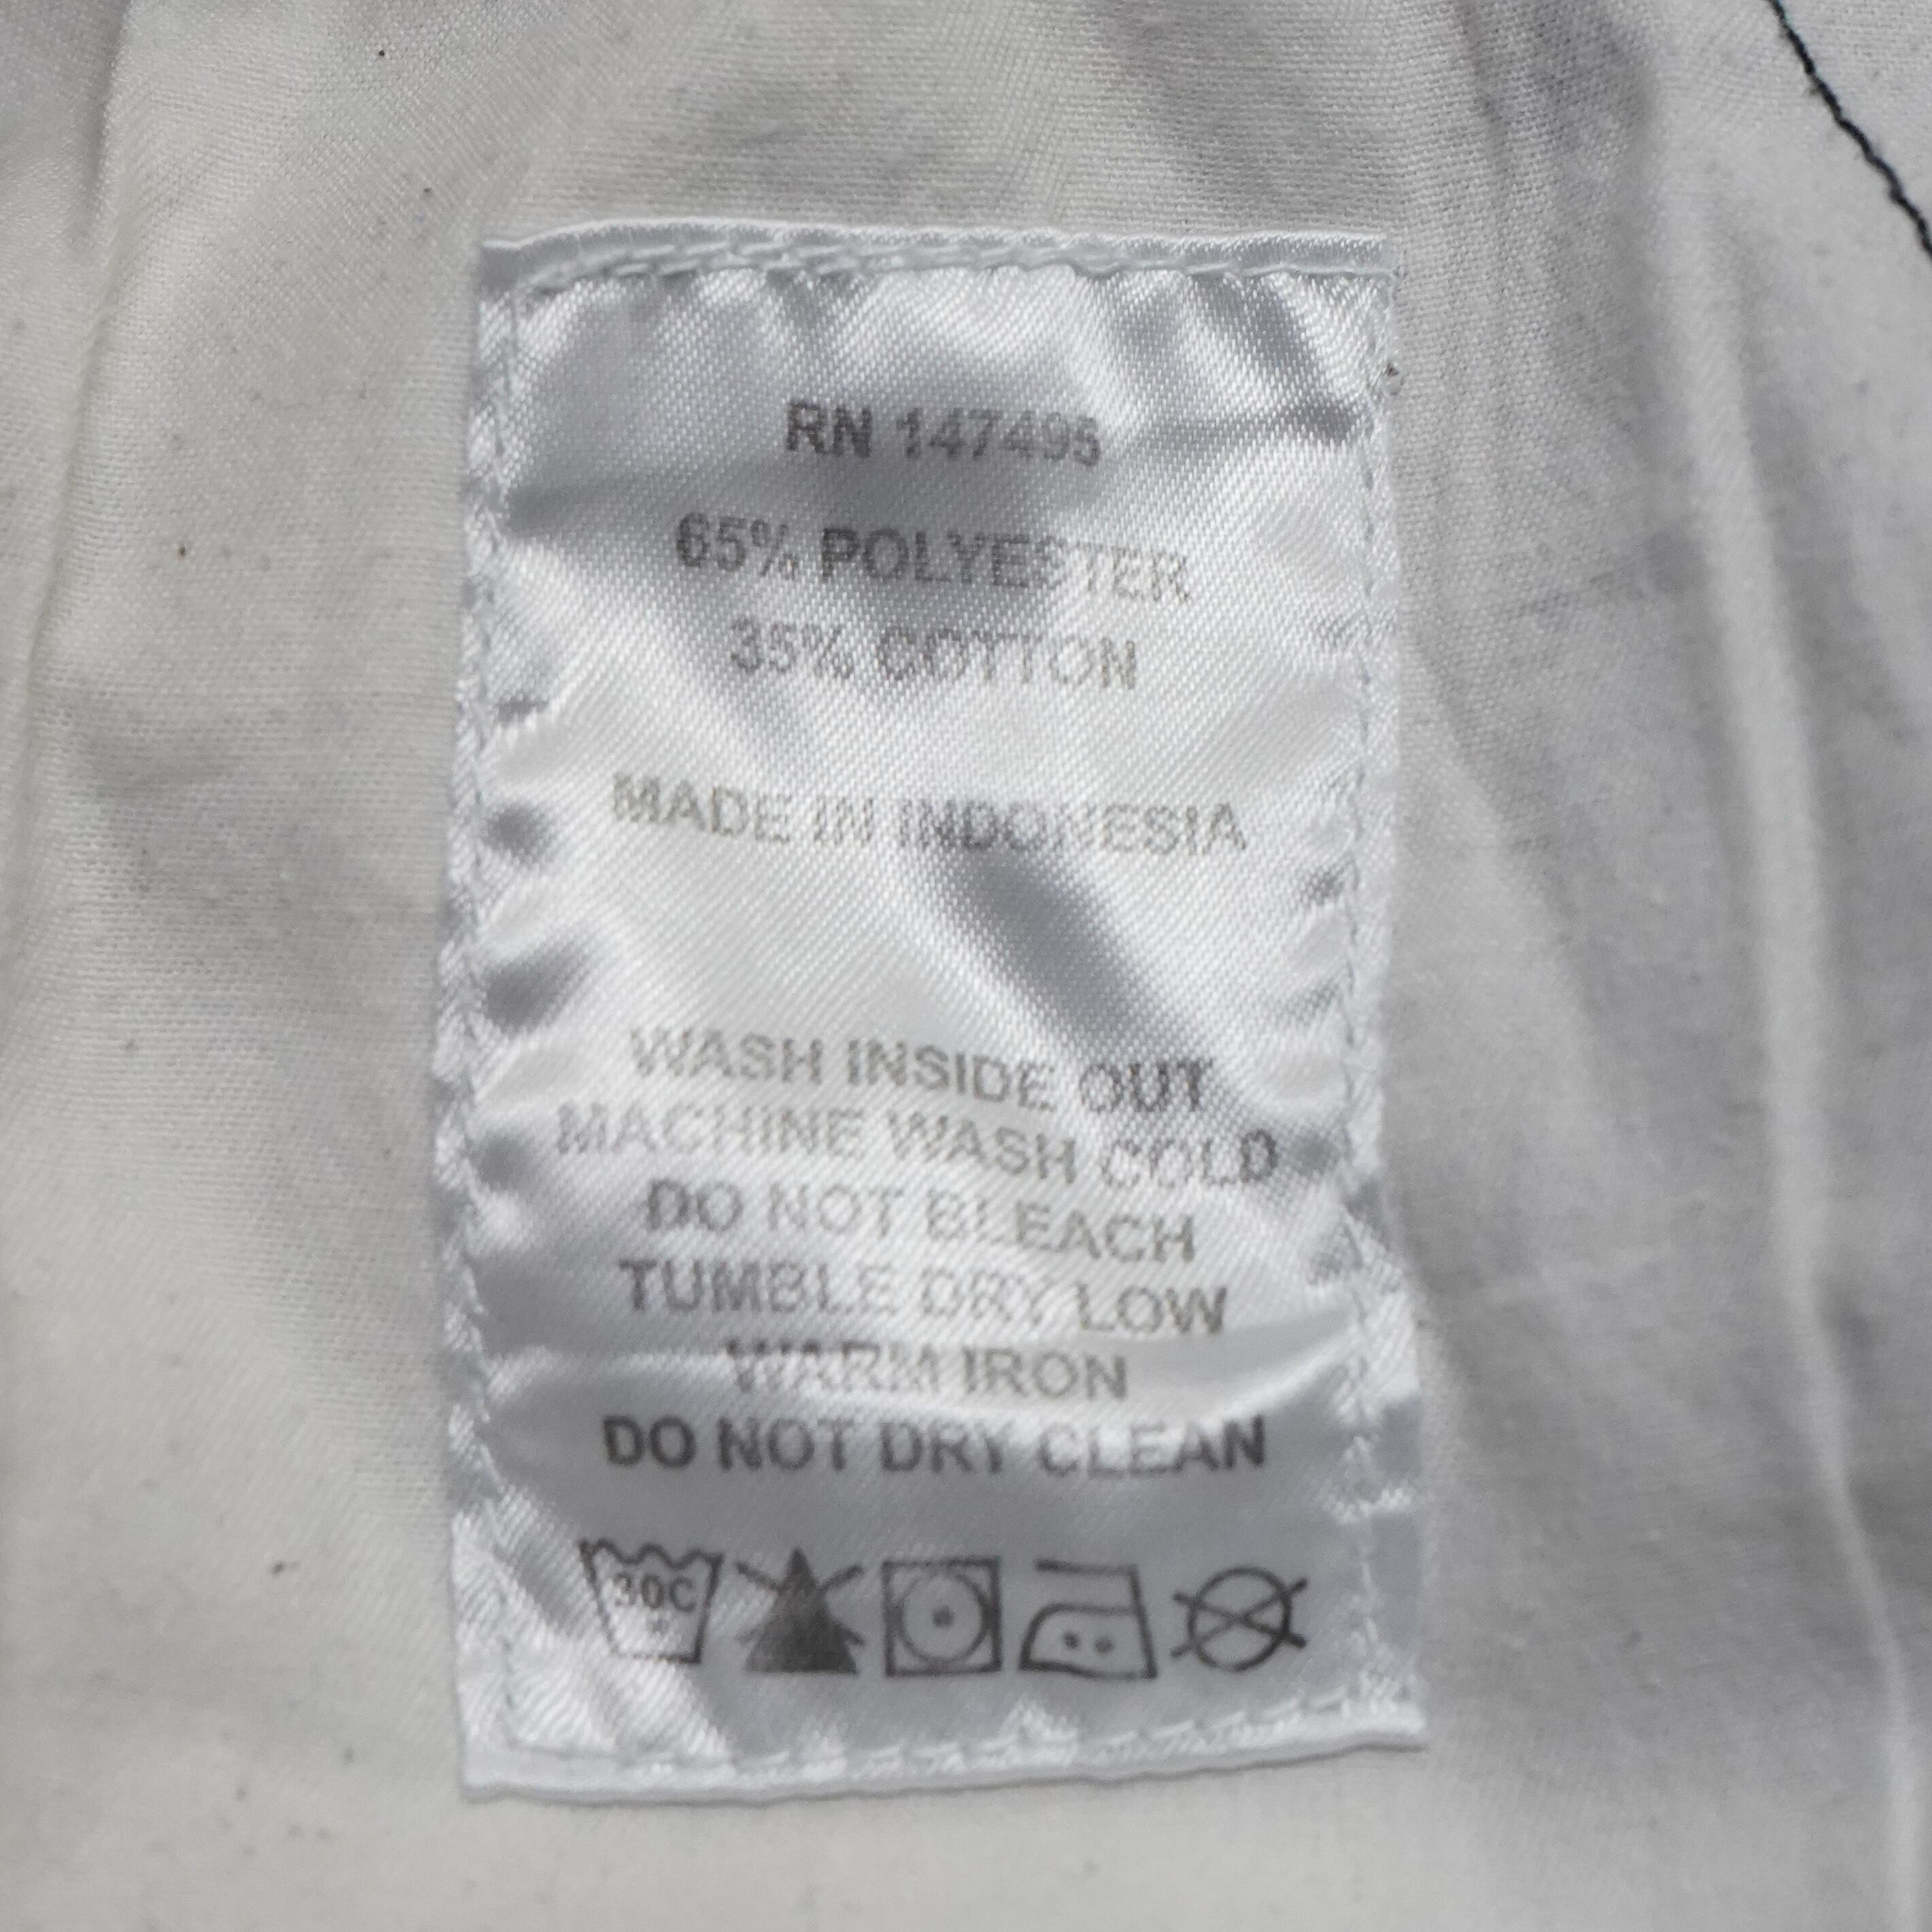 RN 147495
65% POLYESTER
35% COTTON
MADE IN INDONESIA
WASH INSIDE OUT
MACHINE WASH COLD
DO NOT BLEACH
TUMBLE DRY LOW
WARM IRON
DO NOT DRY CLEAN
30C